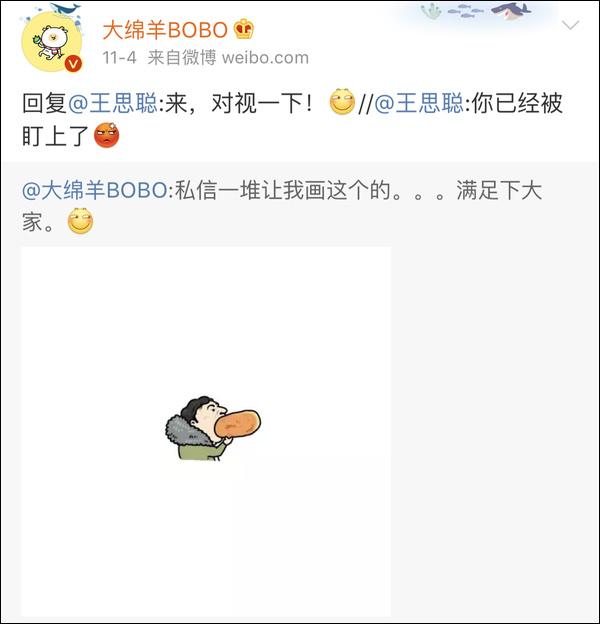 大绵羊BOBO
11-4 来自微博 weibo.com
回复@王思聪:来，对视一下！//@王思聪:你已经被
盯上了
@大绵羊BOBO:私信一堆让我画这个的。。。满足下大
家。